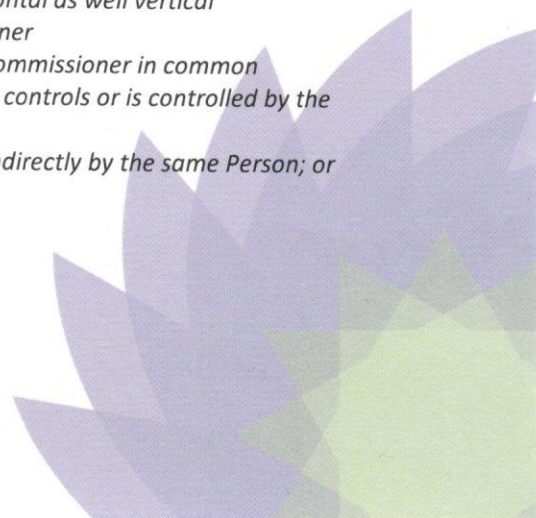 as well vertical
ner
ommissioner in common
controls or is controlled by the
directly by the same Person; or